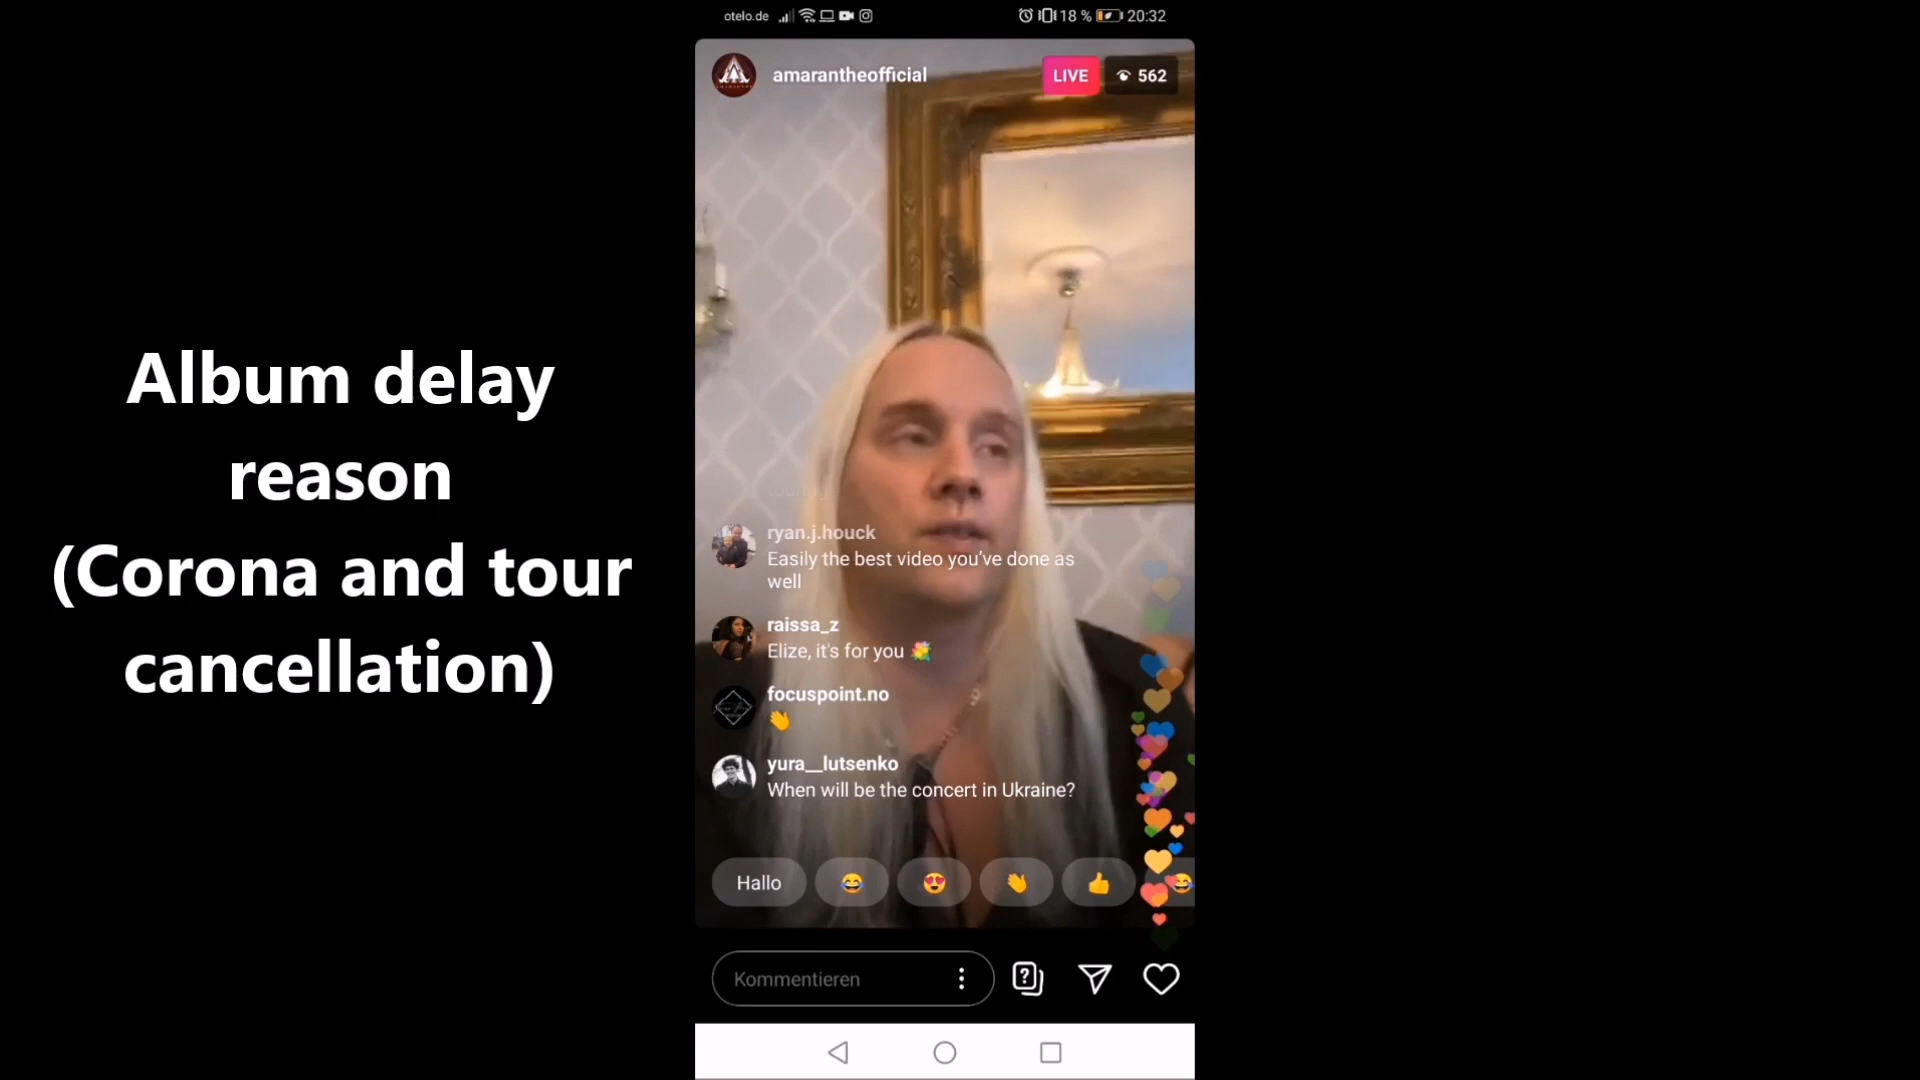 otelo.de
18 %
20:32
amarantheofficial
LIVE
562
Album delay
reason
(Corona and tour
cancellation)
touring
ryan.j.houck
Easily the best video you've done as
well
raissa_z
Elize, it's for you
focuspoint.no
yura__lutsenko
When will be the concert in Ukraine?
Hallo
Kommentieren